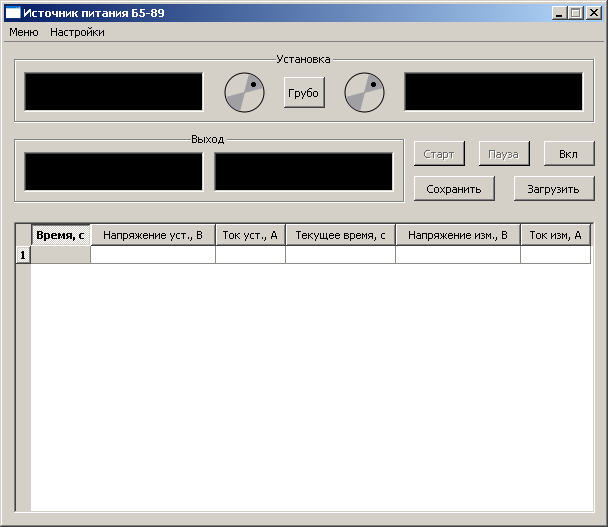 Источник питания Б5-89
Меню Настройки
Установка
Грубо
Выход
Старт Пауза Вкл
Сохранить Загрузить
Время, с Напряжение уст., В Ток уст., А Текущее время, с Напряжение изм., В Ток изм, А
1